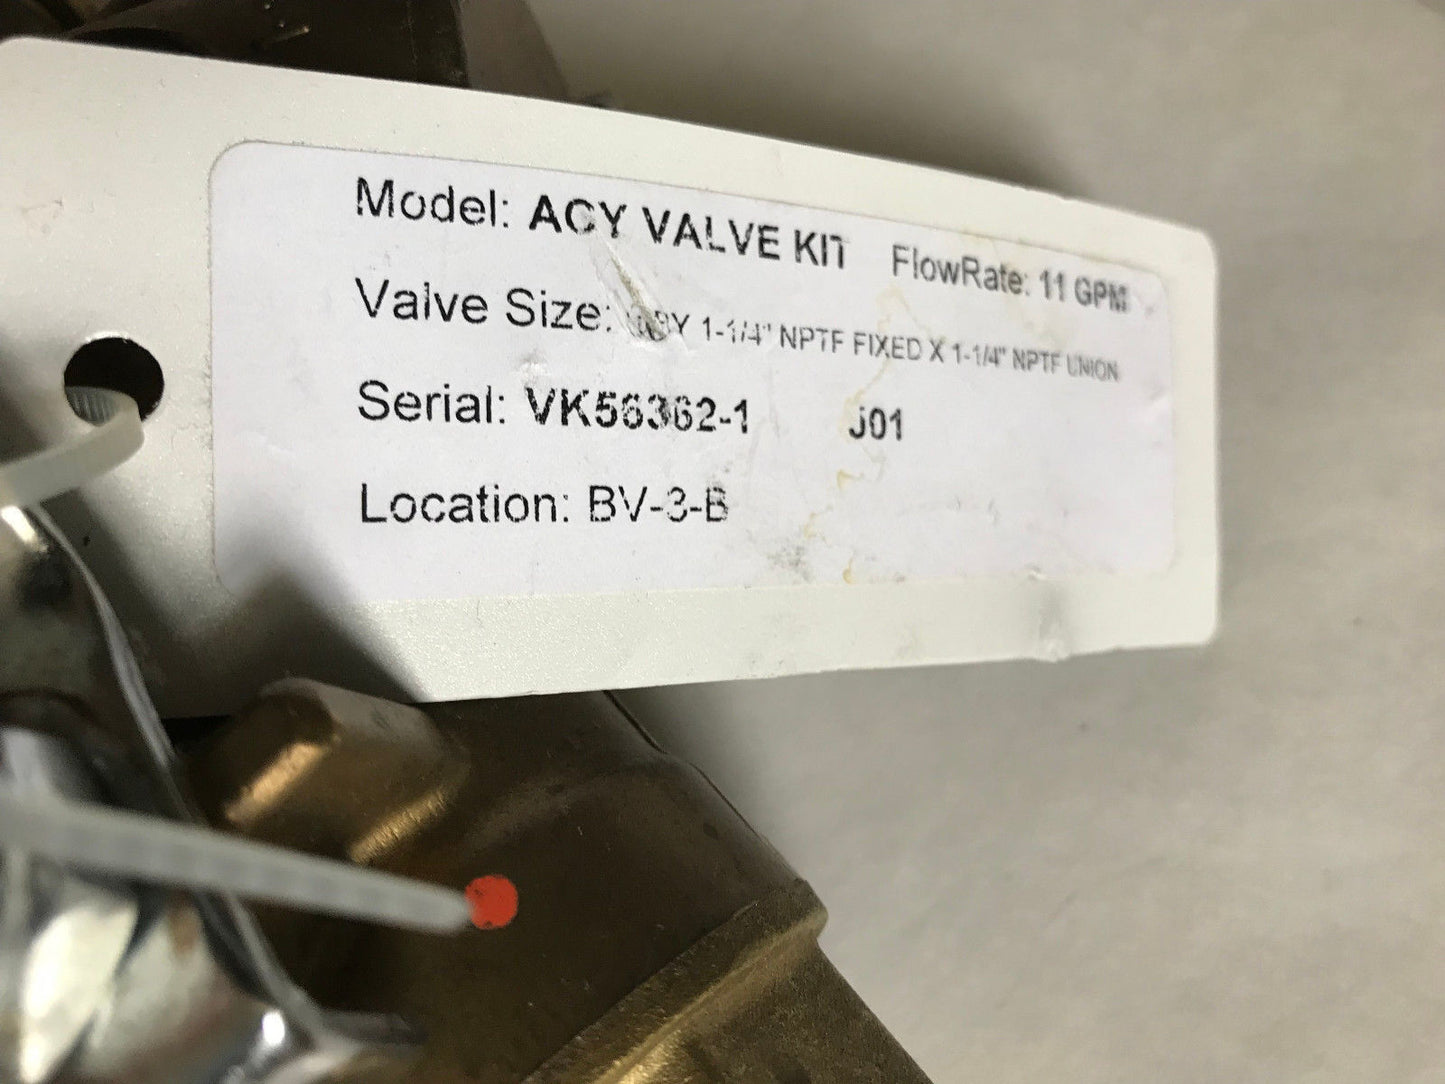 Model: ACY VALVE KIT FlowRate: 11 GPM
Valve Size: 1-1/4" NPTF FIXED X 1-1/4" NPTF UNION
Serial: VK56362-1 J01
Location: BV-3-B